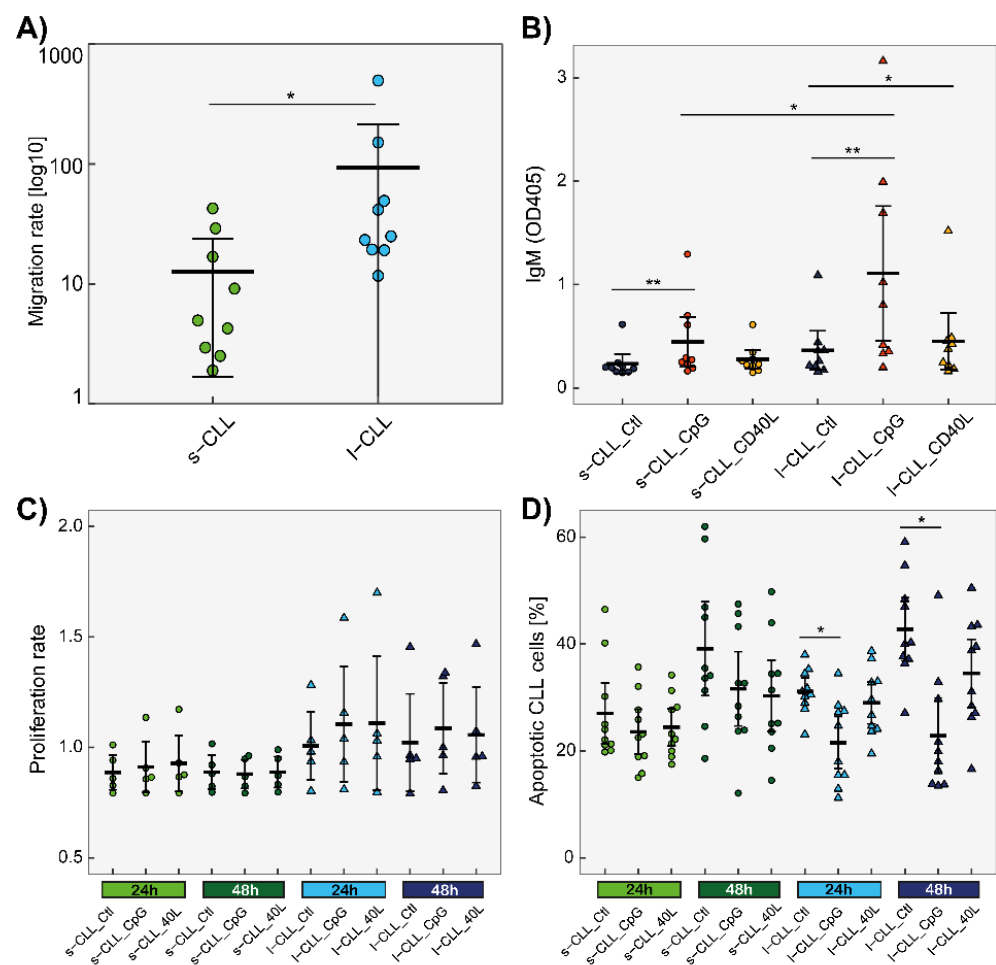 A)
Migration rate [log10]
1000
100
10
1
*
s-CLL
l-CLL
B)
IgM (OD405)
3
2
1
0
*
*
**
**
s-CLL_Ctl
s-CLL_CpG
s-CLL_CD40L
l-CLL_Ctl
l-CLL_CpG
l-CLL_CD40L
C)
Proliferation rate
2.0
1.5
1.0
0.5
24h
48h
24h
48h
s-CLL_Ctl
s-CLL_CpG
s-CLL_40L
s-CLL_Ctl
s-CLL_CpG
s-CLL_40L
l-CLL_Ctl
l-CLL_CpG
l-CLL_40L
l-CLL_Ctl
l-CLL_CpG
l-CLL_40L
D)
Apoptotic CLL cells [%]
60
40
20
0
*
*
24h
48h
24h
48h
s-CLL_Ctl
s-CLL_CpG
s-CLL_40L
s-CLL_Ctl
s-CLL_CpG
s-CLL_40L
l-CLL_Ctl
l-CLL_CpG
l-CLL_40L
l-CLL_Ctl
l-CLL_CpG
l-CLL_40L